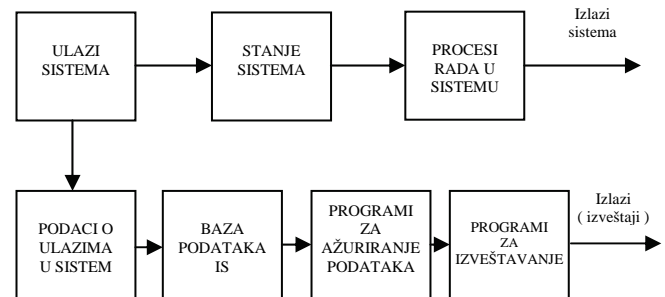 ULAZI
SISTEMA
STANJE
SISTEMA
PROCESI
RADA U
SISTEMU
Izlazi
sistema
PODACI O
ULAZIMA
U SISTEM
BAZA
PODATAKA
IS
PROGRAMI
ZA
AŽURIRANJE
PODATAKA
PROGRAMI
ZA
IZVEŠTAVANJE
Izlazi
( izveštaji )